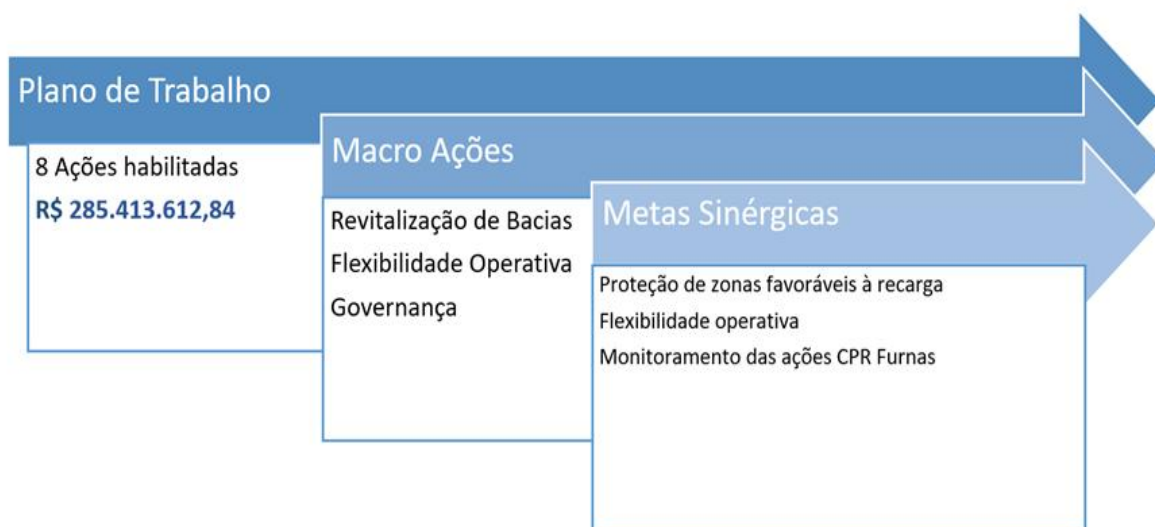 Plano de Trabalho
8 Ações habilitadas
R$ 285.413.612,84
Macro Ações
Revitalização de Bacias
Flexibilidade Operativa
Governança
Metas Sinérgicas
Proteção de zonas favoráveis à recarga
Flexibilidade operativa
Monitoramento das ações CPR Furnas